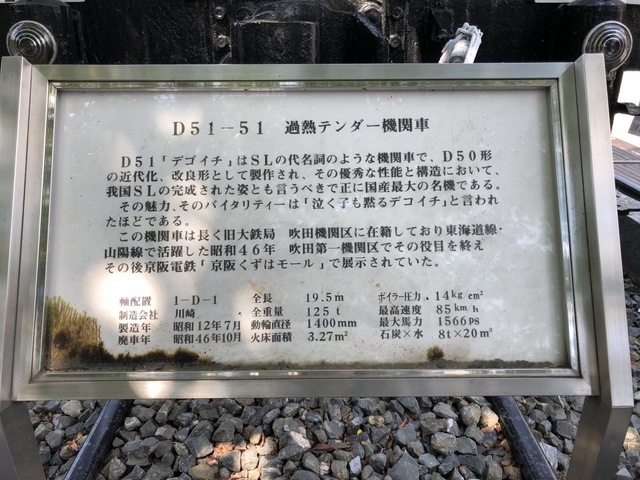 D51-51 過熱テンダー機関車
D51「デゴイチ」はSLの代名詞のような機関車で、D50形
の近代化、改良形として製作され、その優秀な性能と構造において、
我国SLの完成された姿とも言うべきで正に国産最大の名機である。
その魅力、そのバイタリティーは「泣く子も黙るデコイチ」と言われ
たほどである。
この機関車は長く旧大鉄局 吹田機関区に在籍しており東海道線・
山陽線で活躍した昭和46年 吹田第一機関区でその役目を終え
その後京阪電鉄「京阪くずはモール」で展示されていた。
軸配置 1-D-1 全長 19.5m ボイラー圧力 14kg/cm²
製造会社 川崎 全重量 125t 最高速度 85km/h
製造年 昭和12年7月 動輪直径 1400mm 最大馬力 1566PS
廃車年 昭和46年10月 火床面積 3.27m² 石炭×水 8t×20m³